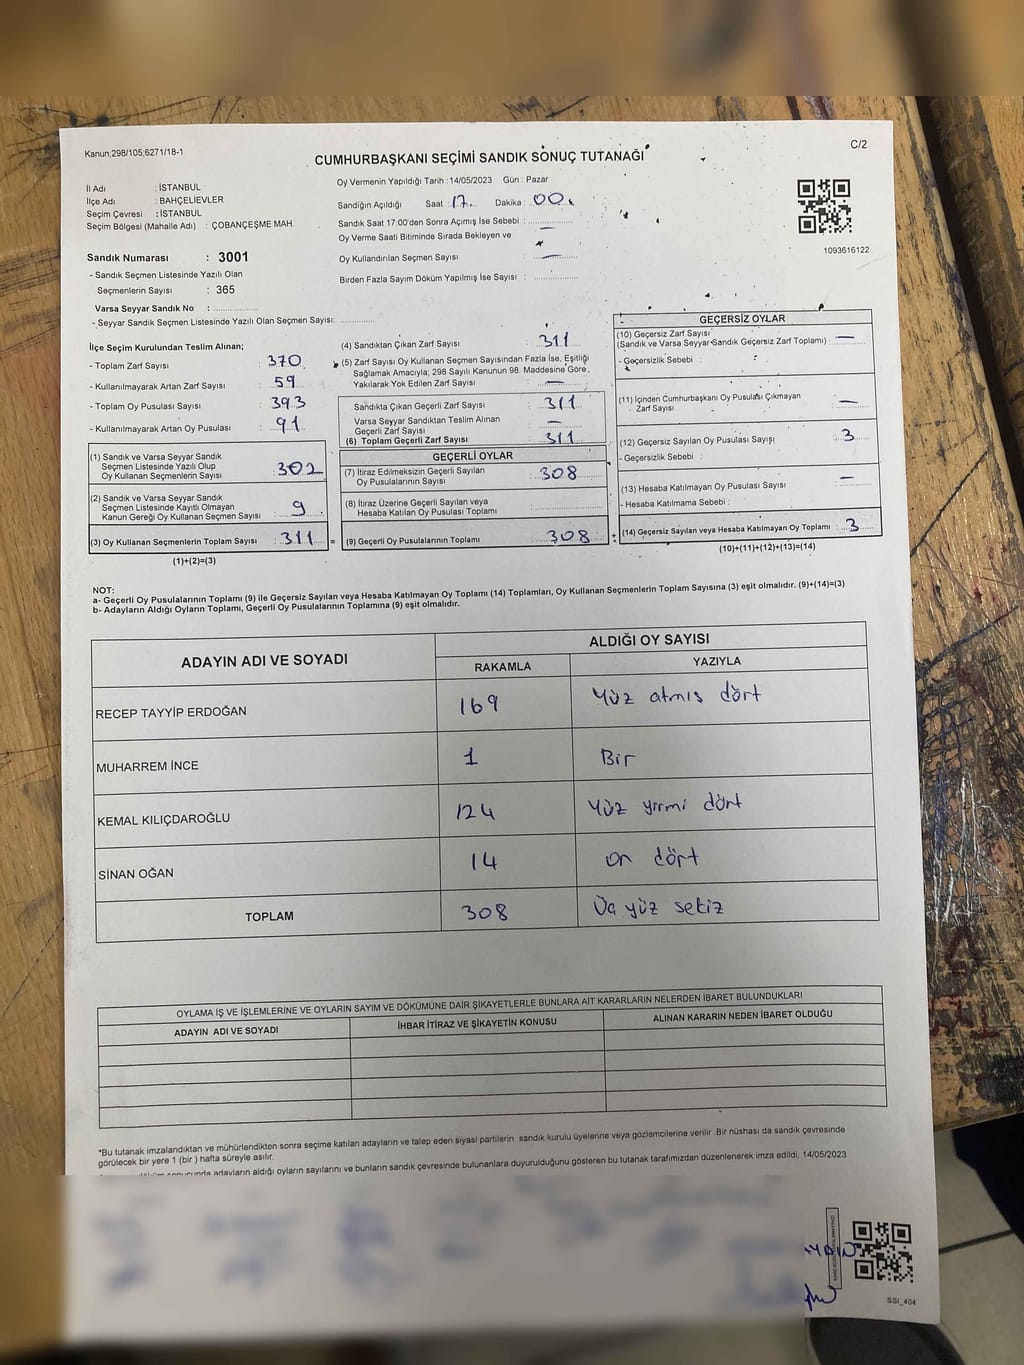 Kanun,298/105;6271/18-1
C/2
CUMHURBAŞKANI SEÇİMİ SANDIK SONUÇ TUTANAĞI
İl Adı : İSTANBUL
İlçe Adı : BAHÇELİEVLER
Seçim Çevresi : İSTANBUL
Seçim Bölgesi (Mahalle Adı) : ÇOBANÇEŞME MAH.
Oy Vermenin Yapıldığı Tarih :14/05/2023 Gün : Pazar
Sandığın Açıldığı Saat : 17. Dakika : 00.
Sandık Saat 17:00'den Sonra Açımış İse Sebebi :
Oy Verme Saati Bitiminde Sırada Bekleyen ve
Oy Kullandırılan Seçmen Sayısı : —
Birden Fazla Sayım Döküm Yapılmış İse Sayısı :
1093616122
Sandık Numarası : 3001
- Sandık Seçmen Listesinde Yazılı Olan
Seçmenlerin Sayısı : 365
Varsa Seyyar Sandık No :
- Seyyar Sandık Seçmen Listesinde Yazılı Olan Seçmen Sayısı:
İlçe Seçim Kurulundan Teslim Alınan;
- Toplam Zarf Sayısı : 370
- Kullanılmayarak Artan Zarf Sayısı : 59
- Toplam Oy Pusulası Sayısı : 393
- Kullanılmayarak Artan Oy Pusulası : 91
(1) Sandık ve Varsa Seyyar Sandık
Seçmen Listesinde Yazılı Olup
Oy Kullanan Seçmenlerin Sayısı : 302
(2) Sandık ve Varsa Seyyar Sandık
Seçmen Listesinde Kayıtlı Olmayan
Kanun Gereği Oy Kullanan Seçmen Sayısı : 9
(3) Oy Kullanan Seçmenlerin Toplam Sayısı : 311
(1)+(2)=(3)
(4) Sandıktan Çıkan Zarf Sayısı : 311
(5) Zarf Sayısı Oy Kullanan Seçmen Sayısından Fazla İse, Eşitliği
Sağlamak Amacıyla; 298 Sayılı Kanunun 98. Maddesine Göre,
Yakılarak Yok Edilen Zarf Sayısı : —
Sandıkta Çıkan Geçerli Zarf Sayısı : 311
Varsa Seyyar Sandıktan Teslim Alınan
Geçerli Zarf Sayısı : —
(6) Toplam Geçerli Zarf Sayısı : 311
GEÇERLİ OYLAR
(7) İtiraz Edilmeksizin Geçerli Sayılan
Oy Pusulalarının Sayısı : 308
(8) İtiraz Üzerine Geçerli Sayılan veya
Hesaba Katılan Oy Pusulası Toplamı :
= (9) Geçerli Oy Pusulalarının Toplamı : 308
GEÇERSİZ OYLAR
(10) Geçersiz Zarf Sayısı
(Sandık ve Varsa Seyyar Sandık Geçersiz Zarf Toplamı) : —
- Geçersizlik Sebebi :
(11) İçinden Cumhurbaşkanı Oy Pusulası Çıkmayan
Zarf Sayısı : —
(12) Geçersiz Sayılan Oy Pusulası Sayışı : 3
- Geçersizlik Sebebi :
(13) Hesaba Katılmayan Oy Pusulası Sayısı : —
- Hesaba Katılmama Sebebi :
(14) Geçersiz Sayılan veya Hesaba Katılmayan Oy Toplamı : 3
(10)+(11)+(12)+(13)=(14)
NOT:
a- Geçerli Oy Pusulalarının Toplamı (9) ile Geçersiz Sayılan veya Hesaba Katılmayan Oy Toplamı (14) Toplamları, Oy Kullanan Seçmenlerin Toplam Sayısına (3) eşit olmalıdır. (9)+(14)=(3)
b- Adayların Aldığı Oyların Toplamı, Geçerli Oy Pusulalarının Toplamına (9) eşit olmalıdır.
ADAYIN ADI VE SOYADI
ALDIĞI OY SAYISI
RAKAMLA YAZIYLA
RECEP TAYYİP ERDOĞAN 169 Yüz atmış dört
MUHARREM İNCE 1 Bir
KEMAL KILIÇDAROĞLU 124 Yüz yirmi dört
SİNAN OĞAN 14 on dört
TOPLAM 308 Üç yüz sekiz
OYLAMA İŞ VE İŞLEMLERİNE VE OYLARIN SAYIM VE DÖKÜMÜNE DAİR ŞİKAYETLERLE BUNLARA AİT KARARLARIN NELERDEN İBARET BULUNDUKLARI
ADAYIN ADI VE SOYADI İHBAR İTİRAZ VE ŞİKAYETİN KONUSU ALINAN KARARIN NEDEN İBARET OLDUĞU
*Bu tutanak imzalandıktan ve mühürlendikten sonra seçime katılan adayların ve talep eden siyasi partilerin sandık kurulu üyelerine veya gözlemcilerine verilir. Bir nüshası da sandık çevresinde
görülecek bir yere 1 (bir ) hafta süreyle asılır.
sonucunda adayların aldığı oyların sayılarını ve bunların sandık çevresinde bulunanlara duyurulduğunu gösteren bu tutanak tarafımızdan düzenlenerek imza edildi. 14/05/2023
GSI_404